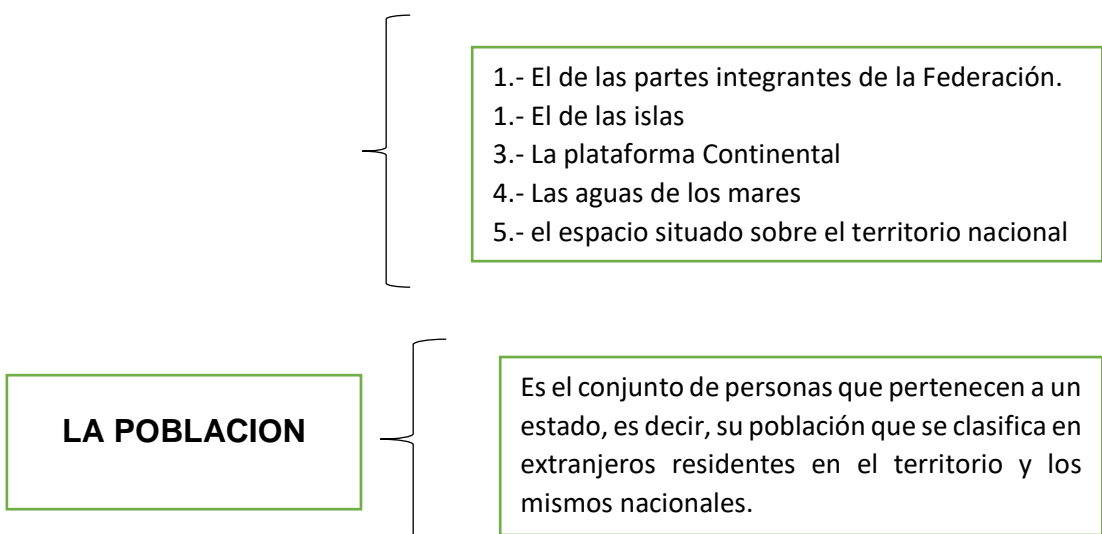 1.- El de las partes integrantes de la Federación.
1.- El de las islas
3.- La plataforma Continental
4.- Las aguas de los mares
5.- el espacio situado sobre el territorio nacional
LA POBLACION
Es el conjunto de personas que pertenecen a un
estado, es decir, su población que se clasifica en
extranjeros residentes en el territorio y los
mismos nacionales.